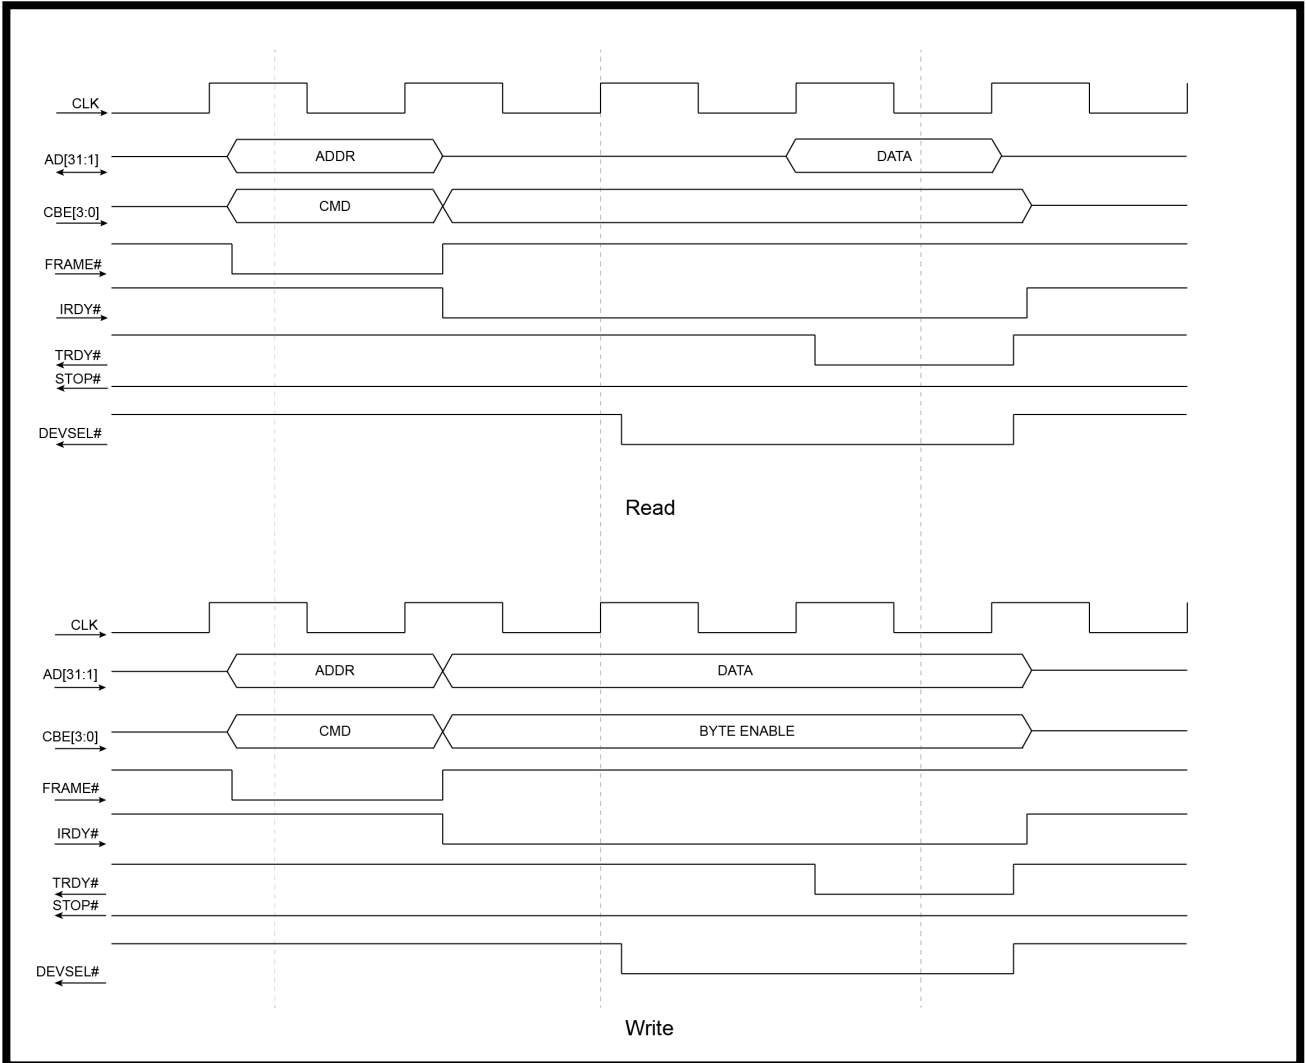 CLK
AD[31:1]
ADDR
DATA
CBE[3:0]
CMD
FRAME#
IRDY#
TRDY#
STOP#
DEVSEL#
Read
CLK
AD[31:1]
ADDR
DATA
CBE[3:0]
CMD
BYTE ENABLE
FRAME#
IRDY#
TRDY#
STOP#
DEVSEL#
Write